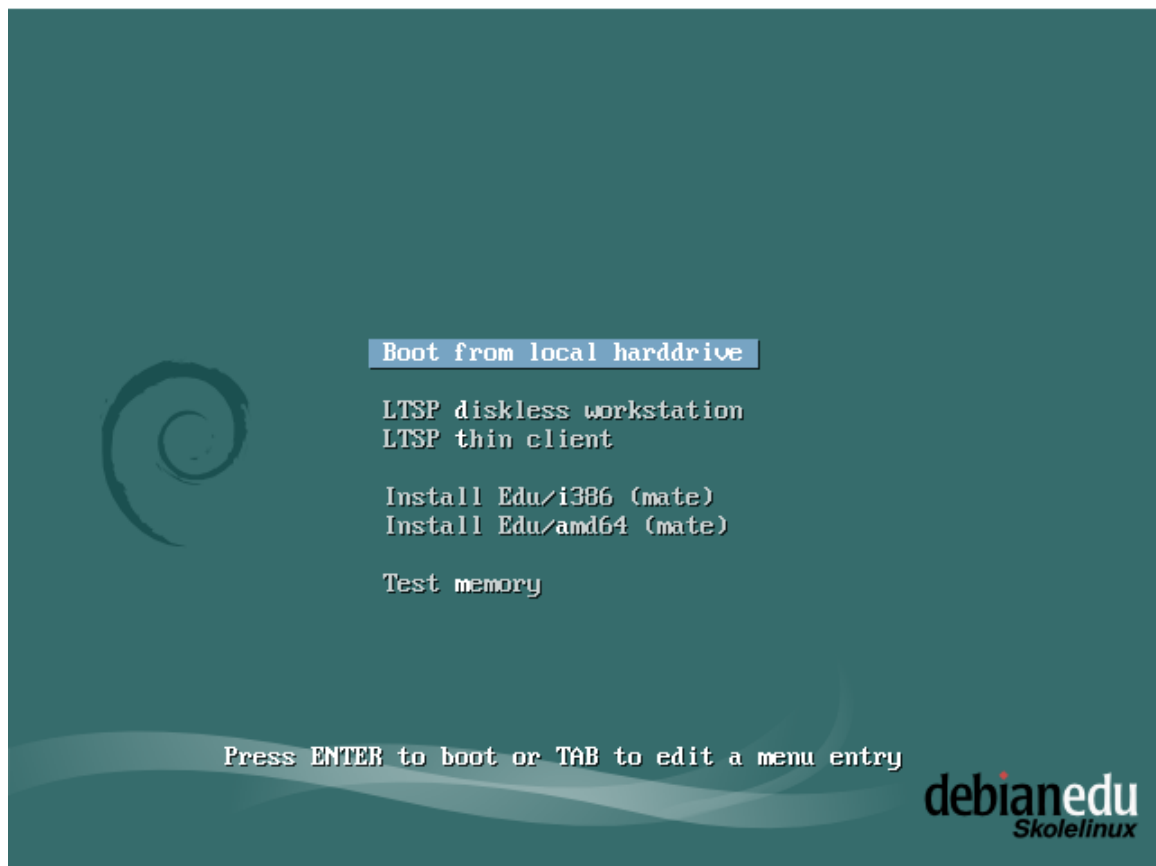 Boot from local harddrive
LTSP diskless workstation
LTSP thin client
Install Edu/i386 (mate)
Install Edu/amd64 (mate)
Test memory
Press ENTER to boot or TAB to edit a menu entry
debianedu
Skolelinux